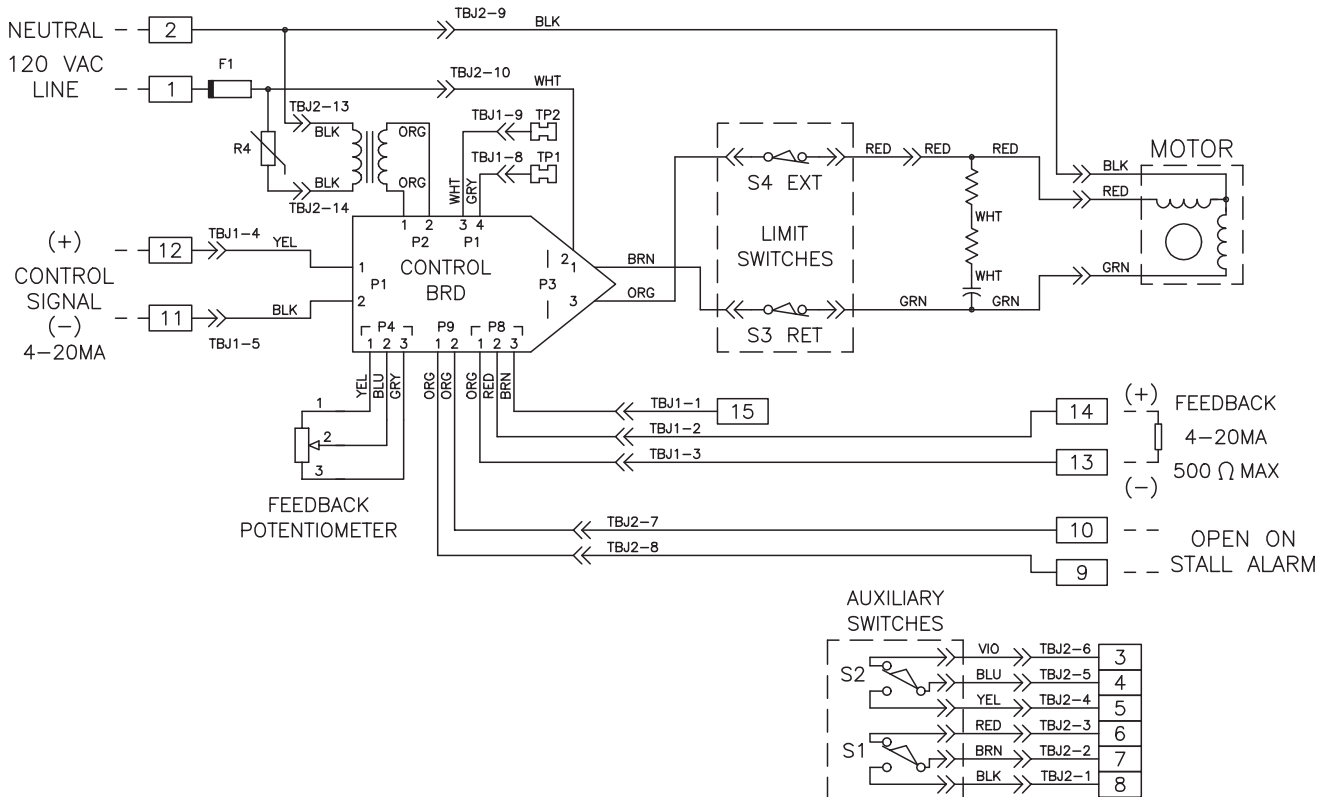 NEUTRAL
2
TBJ2-9
BLK
120 VAC
LINE
1
F1
TBJ2-10
WHT
TBJ2-13
BLK
ORG
R4
BLK
ORG
TBJ2-14
TBJ1-9
TP2
TBJ1-8
TP1
WHT
GRY
1 2 3 4
P2 P1
CONTROL
BRD
(+)
CONTROL
SIGNAL
(-)
4-20MA
12
TBJ1-4
YEL
11
TBJ1-5
BLK
1
P1
2
2
1
P3
3
BRN
ORG
P4 P9 P8
1 2 3 1 2 1 2 3
YEL
BLU
GRY
ORG
ORG
ORG
RED
BRN
1
2
3
FEEDBACK
POTENTIOMETER
S4 EXT
LIMIT
SWITCHES
S3 RET
RED
RED
RED
WHT
WHT
GRN
GRN
MOTOR
BLK
RED
GRN
TBJ1-1
15
TBJ1-2
14
TBJ1-3
13
(+)
FEEDBACK
4-20MA
500 Ω MAX
(-)
TBJ2-7
10
TBJ2-8
9
OPEN ON
STALL ALARM
AUXILIARY
SWITCHES
S2
VIO TBJ2-6 3
BLU TBJ2-5 4
YEL TBJ2-4 5
S1
RED TBJ2-3 6
BRN TBJ2-2 7
BLK TBJ2-1 8